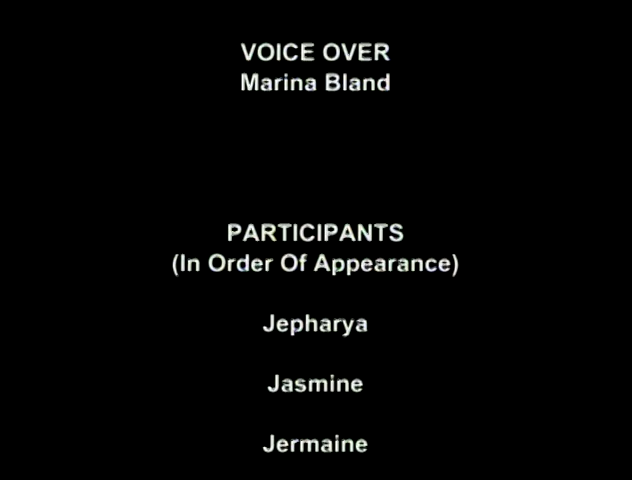 VOICE OVER
Marina Bland
PARTICIPANTS
(In Order Of Appearance)
Jepharya
Jasmine
Jermaine